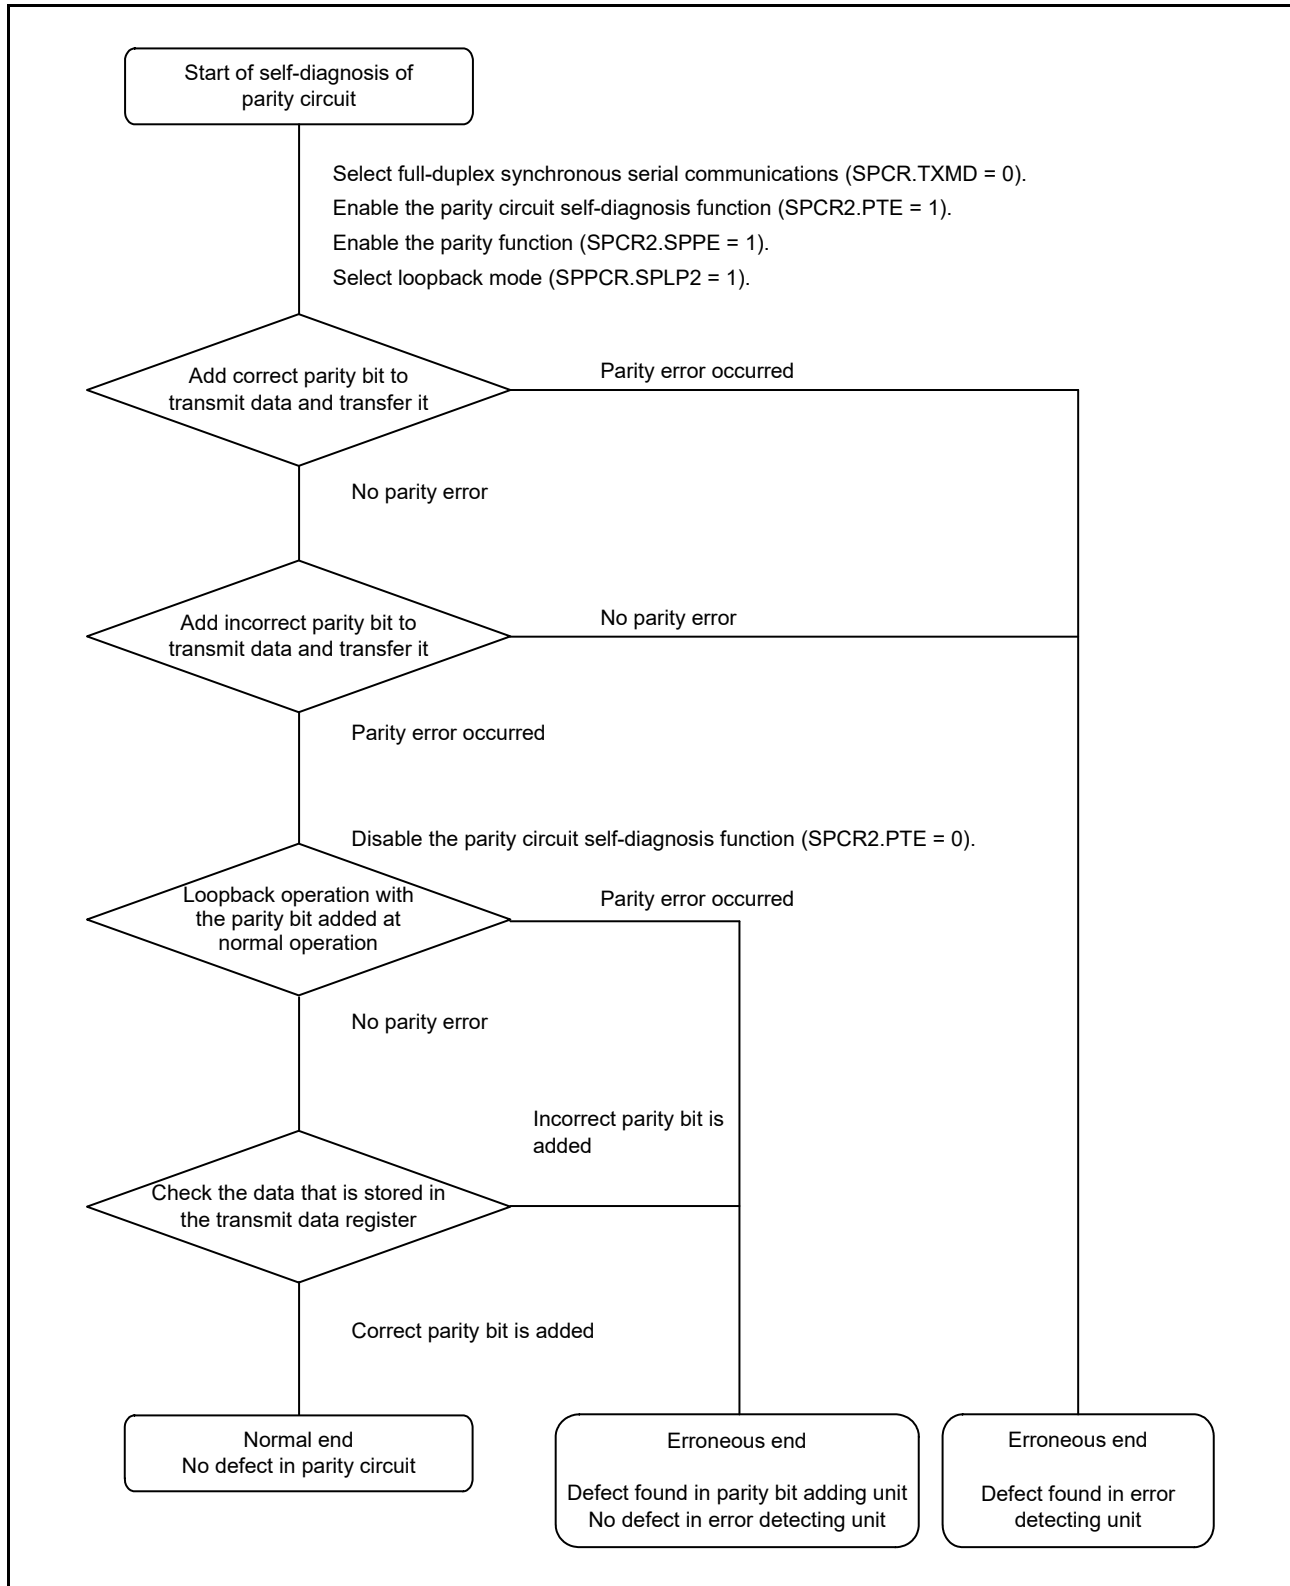 Start of self-diagnosis of
parity circuit
Select full-duplex synchronous serial communications (SPCR.TXMD = 0).
Enable the parity circuit self-diagnosis function (SPCR2.PTE = 1).
Enable the parity function (SPCR2.SPPE = 1).
Select loopback mode (SPPCR.SPLP2 = 1).
Add correct parity bit to
transmit data and transfer it
Parity error occurred
No parity error
Add incorrect parity bit to
transmit data and transfer it
No parity error
Parity error occurred
Disable the parity circuit self-diagnosis function (SPCR2.PTE = 0).
Loopback operation with
the parity bit added at
normal operation
Parity error occurred
No parity error
Incorrect parity bit is
added
Check the data that is stored in
the transmit data register
Correct parity bit is added
Normal end
No defect in parity circuit
Erroneous end
Defect found in parity bit adding unit
No defect in error detecting unit
Erroneous end
Defect found in error
detecting unit